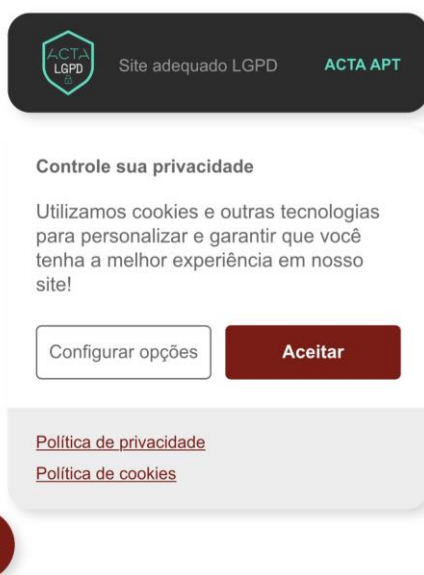 ACTA
LGPD
Site adequado LGPD
ACTA APT
Controle sua privacidade
Utilizamos cookies e outras tecnologias
para personalizar e garantir que você
tenha a melhor experiência em nosso
site!
Configurar opções
Aceitar
Política de privacidade
Política de cookies